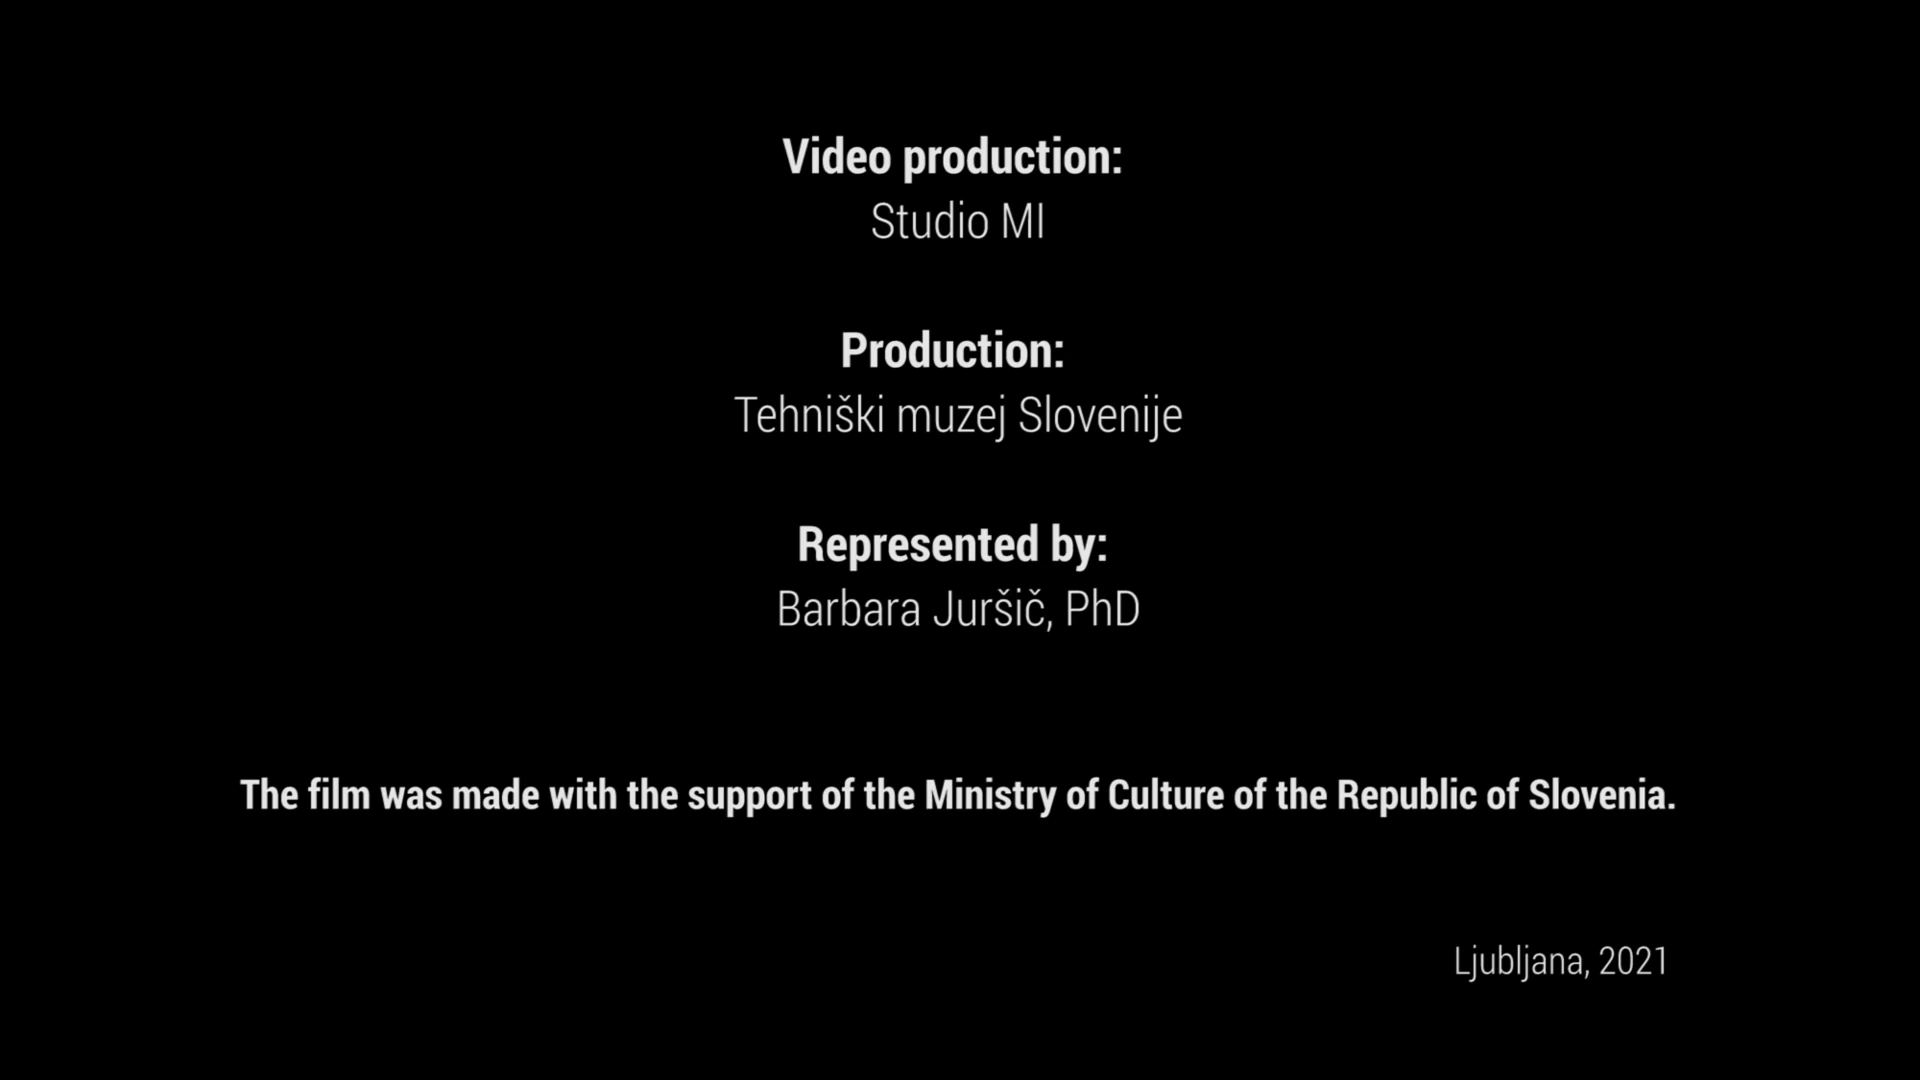 Video production:
Studio MI
Production:
Tehniški muzej Slovenije
Represented by:
Barbara Juršič, PhD
The film was made with the support of the Ministry of Culture of the Republic of Slovenia.
Ljubljana, 2021